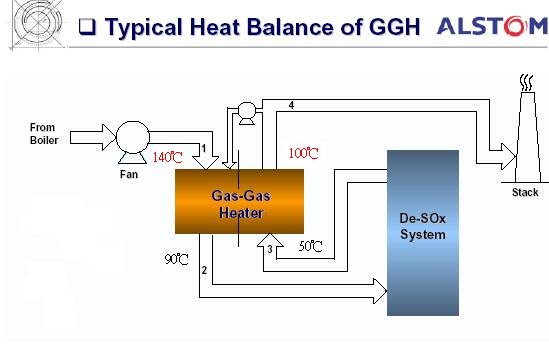 ❑ Typical Heat Balance of GGH
ALSTOM
From
Boiler
Fan
140℃
1
4
100℃
Gas-Gas
Heater
90℃
2
3
50℃
De-SOx
System
Stack